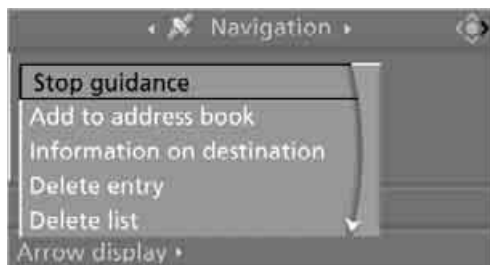 Navigation
Stop guidance
Add to address book
Information on destination
Delete entry
Delete list
Arrow display